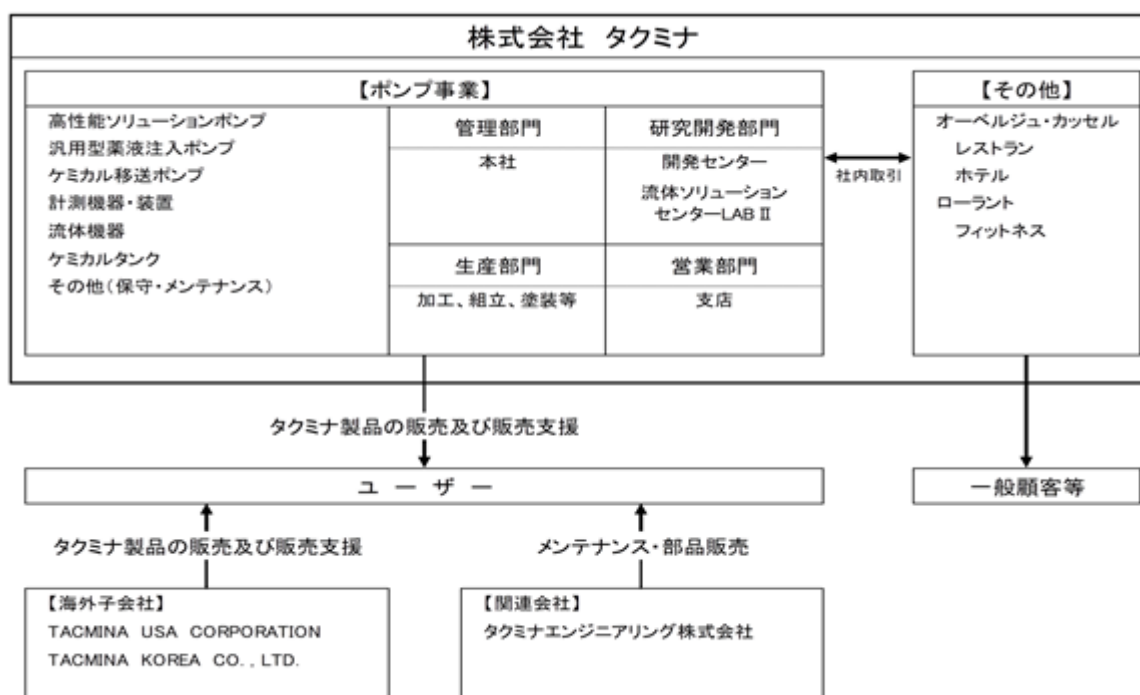 株式会社 タクミナ
【ポンプ事業】
高性能ソリューションポンプ
汎用型薬液注入ポンプ
ケミカル移送ポンプ
計測機器・装置
流体機器
ケミカルタンク
その他（保守・メンテナンス）
管理部門
本社
研究開発部門
開発センター
流体ソリューション
センターLABⅡ
生産部門
加工、組立、塗装等
営業部門
支店
社内取引
【その他】
オーベルジュ・カッセル
レストラン
ホテル
ローラント
フィットネス
タクミナ製品の販売及び販売支援
ユーザー
一般顧客等
タクミナ製品の販売及び販売支援
メンテナンス・部品販売
【海外子会社】
TACMINA USA CORPORATION
TACMINA KOREA CO., LTD.
【関連会社】
タクミナエンジニアリング株式会社